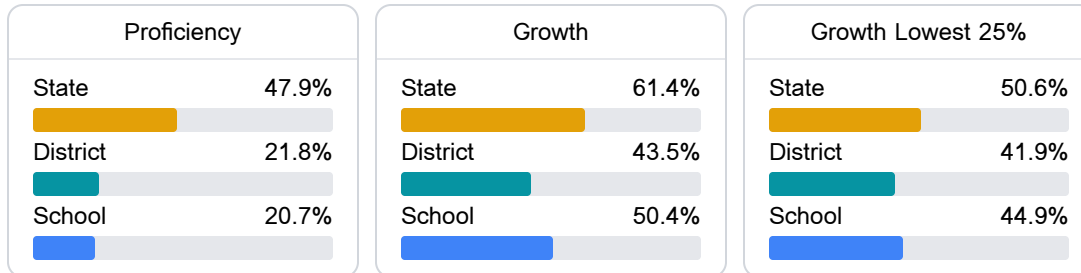 Proficiency
State 47.9%
District 21.8%
School 20.7%
Growth
State 61.4%
District 43.5%
School 50.4%
Growth Lowest 25%
State 50.6%
District 41.9%
School 44.9%